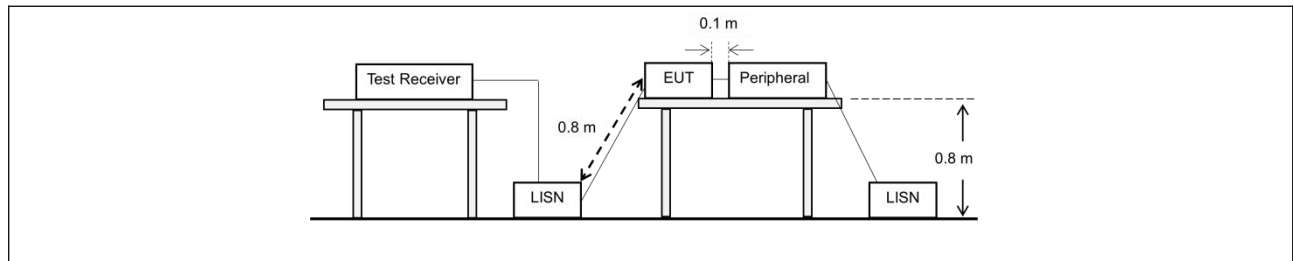 0.1 m
Test Receiver
EUT
Peripheral
0.8 m
0.8 m
LISN
LISN